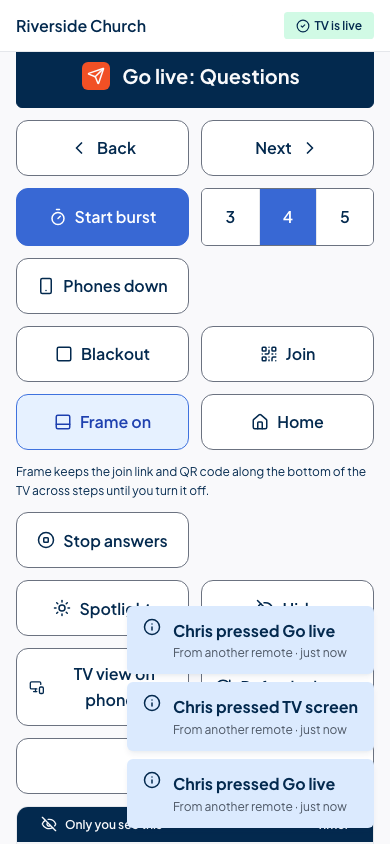 Riverside Church
TV is live
Go live: Questions
Back
Next
Start burst
3
4
5
Phones down
Blackout
Join
Frame on
Home
Frame keeps the join link and QR code along the bottom of the
TV across steps until you turn it off.
Stop answers
Spotlight
Chris pressed Go live
From another remote · just now
TV view on
Chris pressed TV screen
From another remote · just now
Chris pressed Go live
From another remote · just now
Only you see this